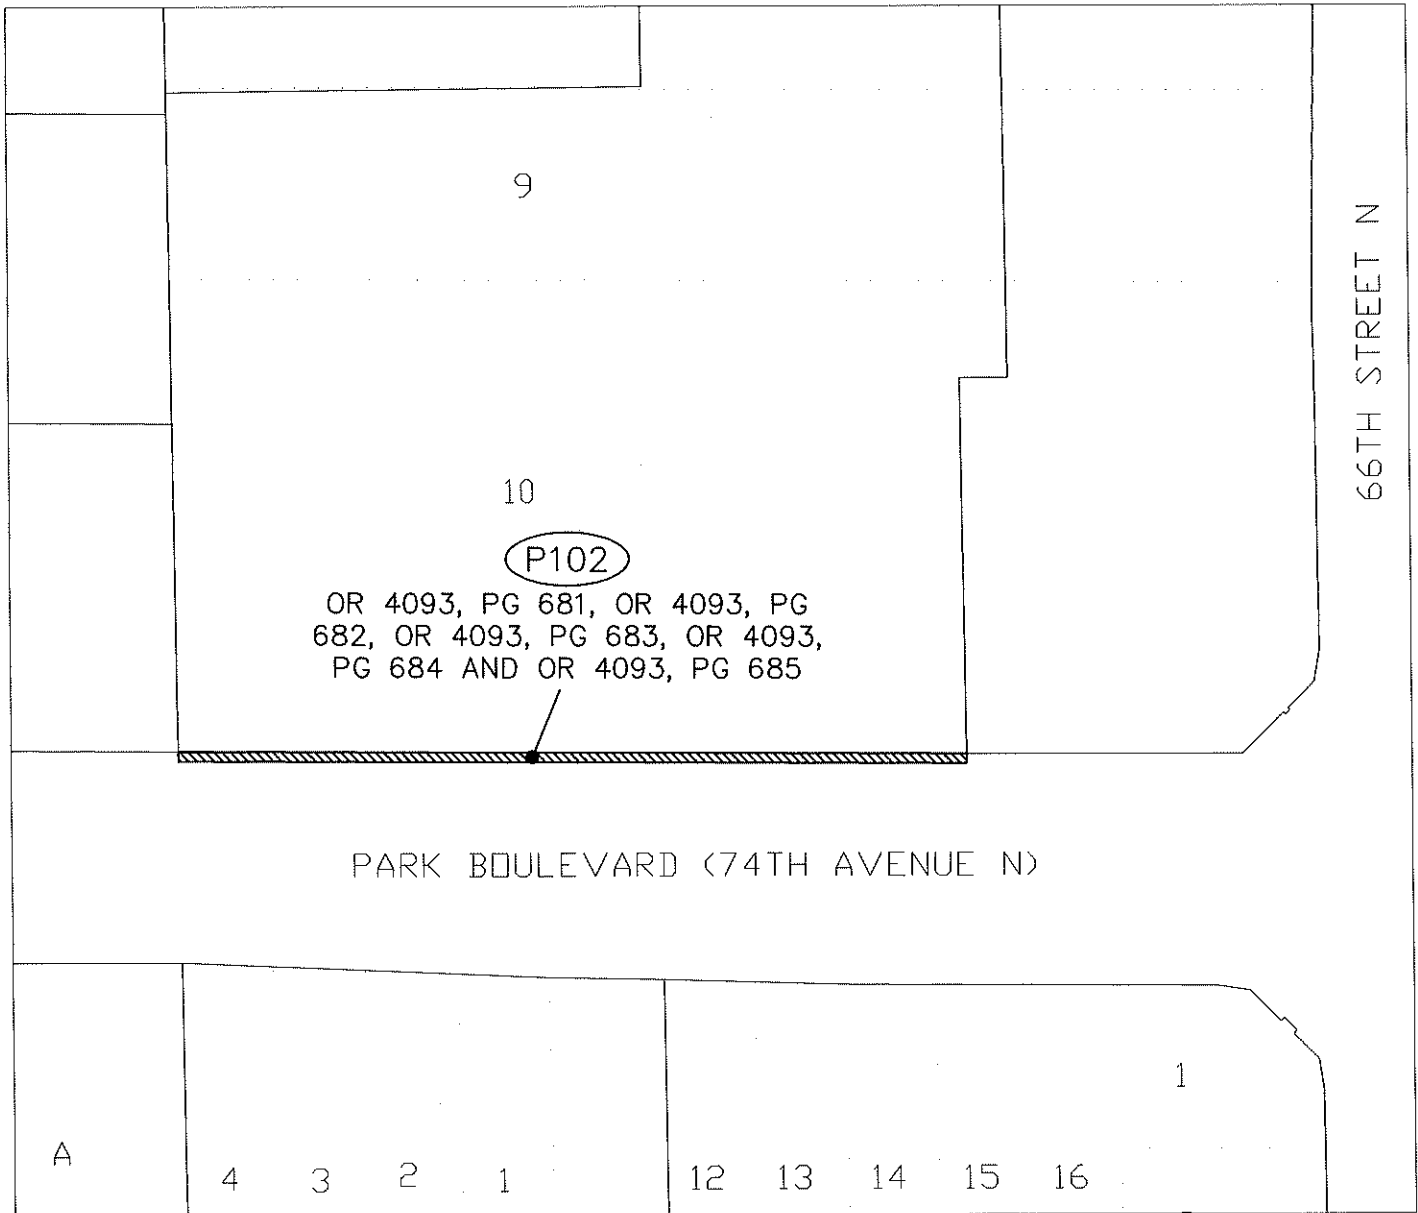 9
66TH STREET N
10
P102
OR 4093, PG 681, OR 4093, PG
682, OR 4093, PG 683, OR 4093,
PG 684 AND OR 4093, PG 685
PARK BOULEVARD (74TH AVENUE N)
1
A
4 3 2 1 12 13 14 15 16